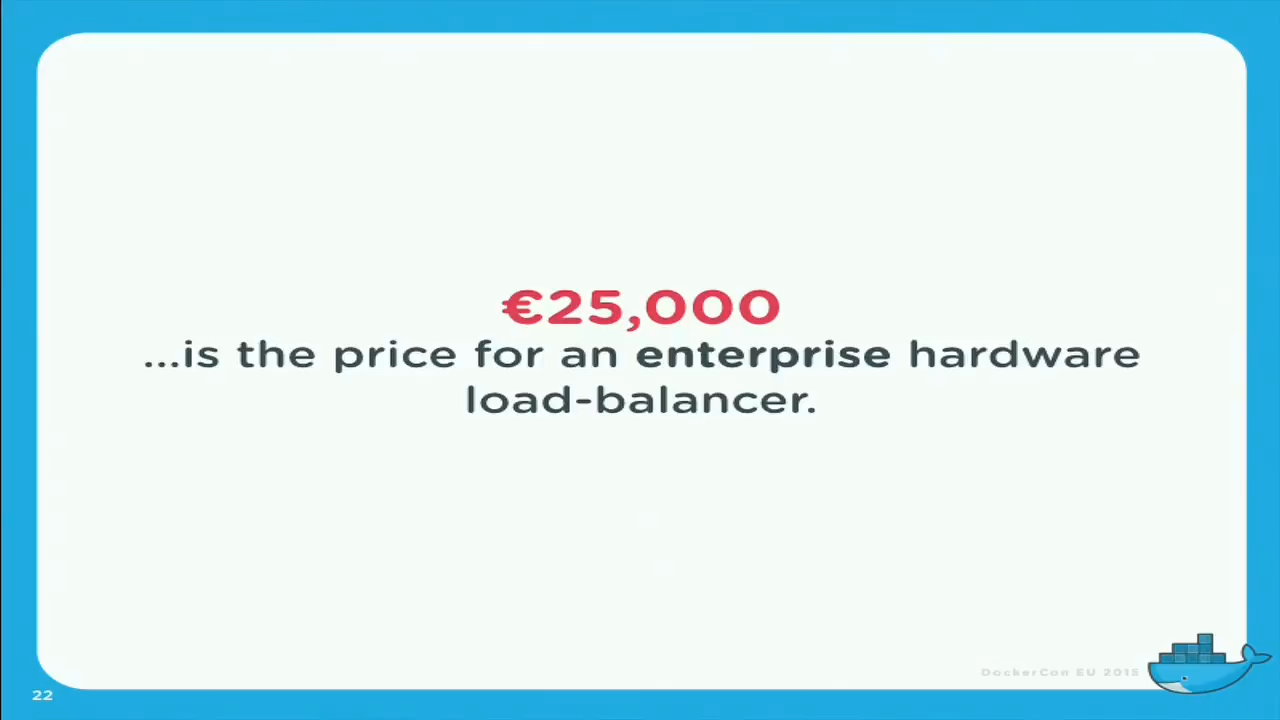 €25,000
...is the price for an enterprise hardware
load-balancer.
DockerCon EU 2015
22